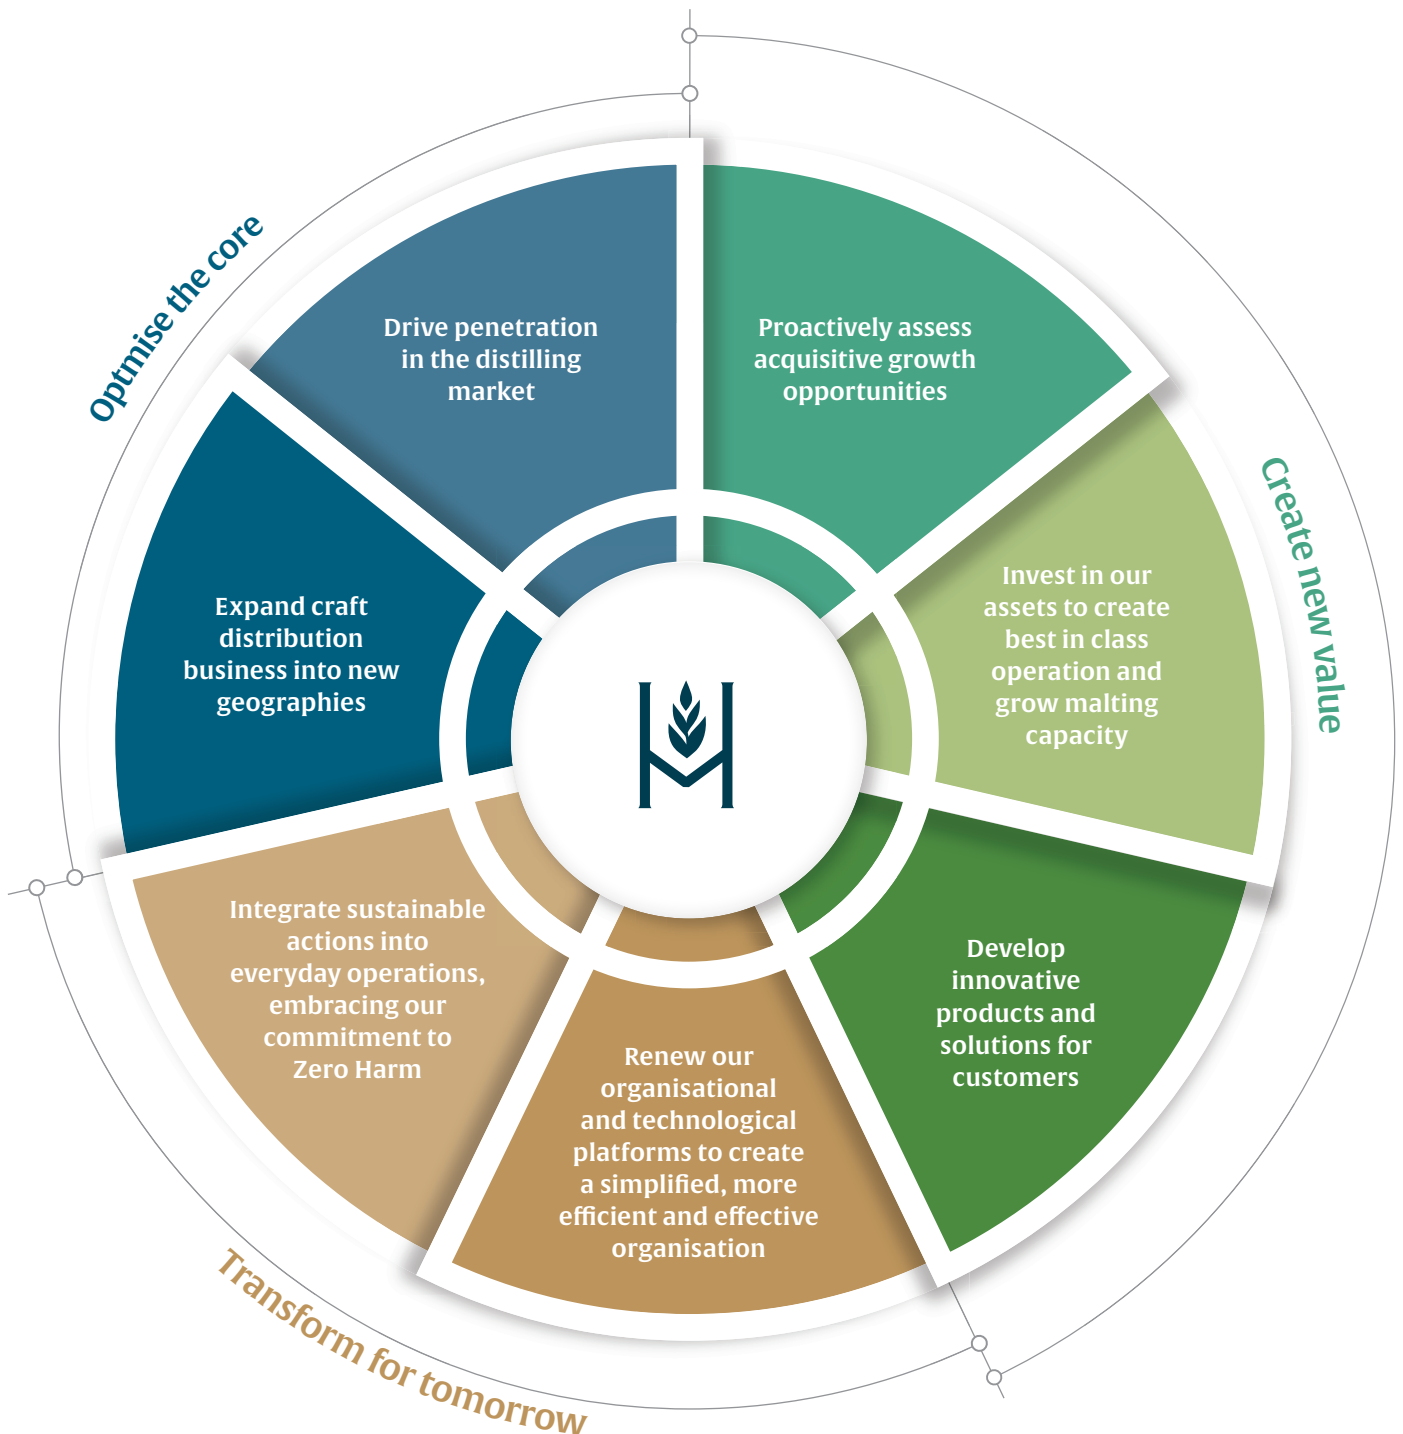 Optmise the core
Drive penetration
in the distilling
market
Proactively assess
acquisitive growth
opportunities
Create new value
Invest in our
assets to create
best in class
operation and
grow malting
capacity
Expand craft
distribution
business into new
geographies
Develop
innovative
products and
solutions for
customers
Integrate sustainable
actions into
everyday operations,
embracing our
commitment to
Zero Harm
Renew our
organisational
and technological
platforms to create
a simplified, more
efficient and effective
organisation
Transform for tomorrow